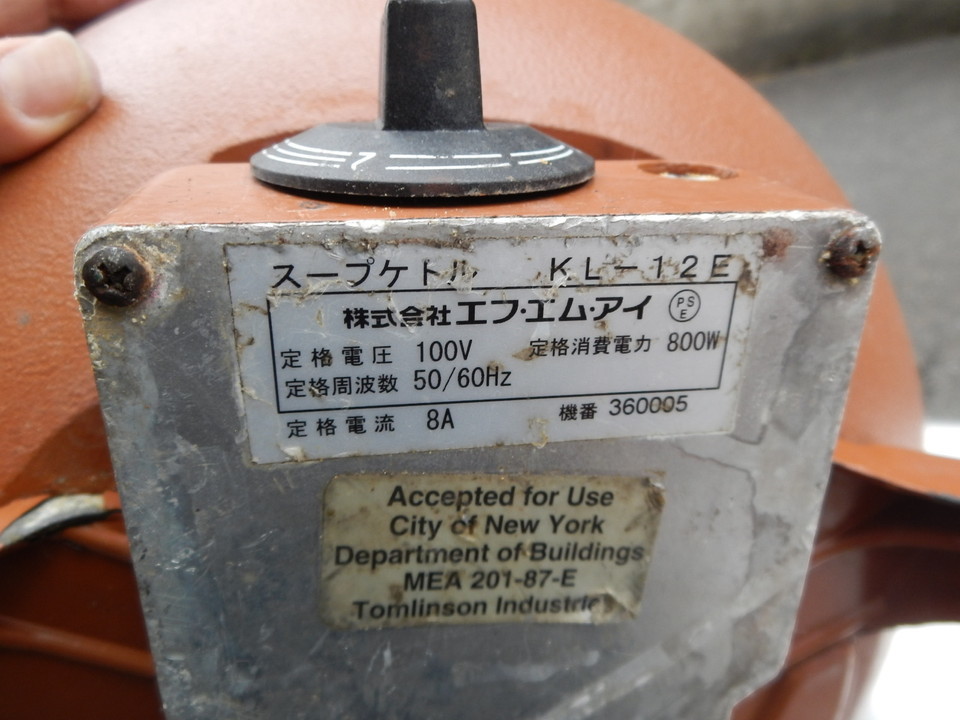 7
スープケトル KL-12E
株式会社 エフ・エム・アイ PSE
定格電圧 100V 定格消費電力 800W
定格周波数 50/60Hz
定格電流 8A 機番 360005
Accepted for Use
City of New York
Department of Buildings
MEA 201-87-E
Tomlinson